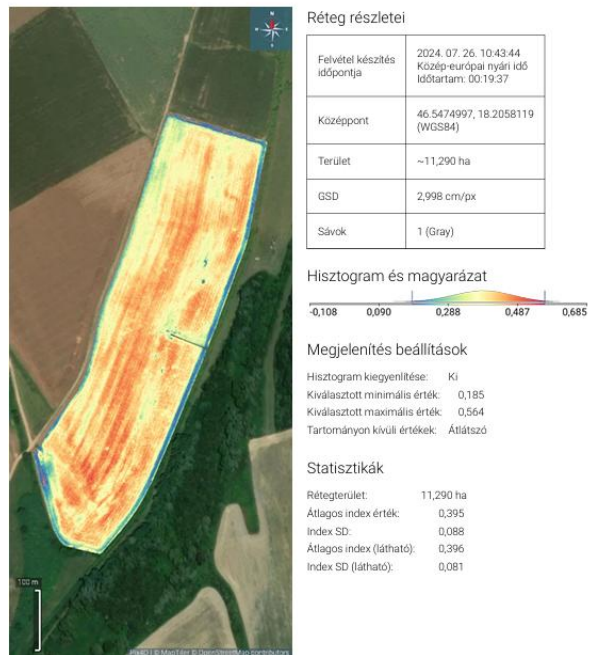 N
100 m
Pix4D | © MapTiler © OpenStreetMap contributors
Réteg részletei
Felvétel készítés időpontja
2024. 07. 26. 10:43:44
Közép-európai nyári idő
Időtartam: 00:19:37
Középpont
46.5474997, 18.2058119
(WGS84)
Terület
~11,290 ha
GSD
2,998 cm/px
Sávok
1 (Gray)
Hisztogram és magyarázat
-0,108 0,090 0,288 0,487 0,685
Megjelenítés beállítások
Hisztogram kiegyenlítése: Ki
Kiválasztott minimális érték: 0,185
Kiválasztott maximális érték: 0,564
Tartományon kívüli értékek: Átlátszó
Statisztikák
Rétegterület: 11,290 ha
Átlagos index érték: 0,395
Index SD: 0,088
Átlagos index (látható): 0,396
Index SD (látható): 0,081